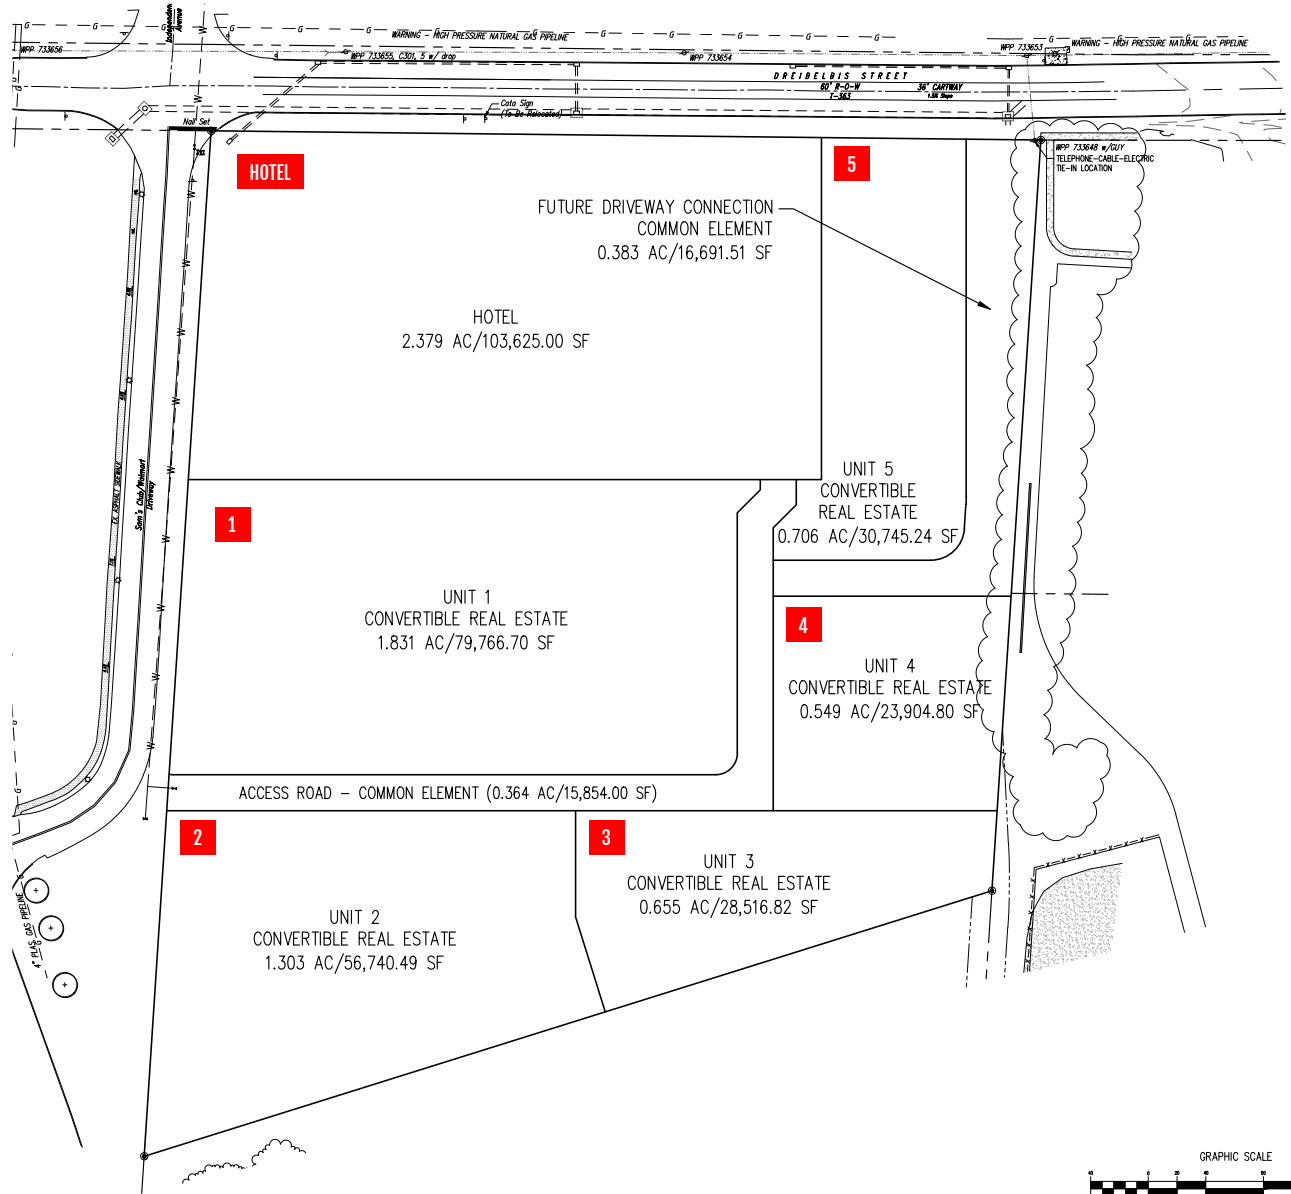 Independence
Avenue
WARNING - HIGH PRESSURE NATURAL GAS PIPELINE
WPP 733656
WPP 733655, C301, 5 w/ drop
WPP 733654
WPP 733653
WARNING - HIGH PRESSURE NATURAL GAS PIPELINE
DREIBELBIS STREET
60' R-O-W
36' CARTWAY
T-363
Cata Sign
(To Be Relocated)
Nail Set
WPP 733648 w/GUY
TELEPHONE-CABLE-ELECTRIC
TIE-IN LOCATION
HOTEL
5
FUTURE DRIVEWAY CONNECTION
COMMON ELEMENT
0.383 AC/16,691.51 SF
HOTEL
2.379 AC/103,625.00 SF
EX. ASPHALT SIDEWALK
Sam's Club/Walmart
Driveway
UNIT 5
CONVERTIBLE
REAL ESTATE
0.706 AC/30,745.24 SF
1
UNIT 1
CONVERTIBLE REAL ESTATE
1.831 AC/79,766.70 SF
4
UNIT 4
CONVERTIBLE REAL ESTATE
0.549 AC/23,904.80 SF
ACCESS ROAD - COMMON ELEMENT (0.364 AC/15,854.00 SF)
2
3
UNIT 3
CONVERTIBLE REAL ESTATE
0.655 AC/28,516.82 SF
UNIT 2
CONVERTIBLE REAL ESTATE
1.303 AC/56,740.49 SF
4" PLAS. GAS PIPELINE
GRAPHIC SCALE
40 0 20 40 80